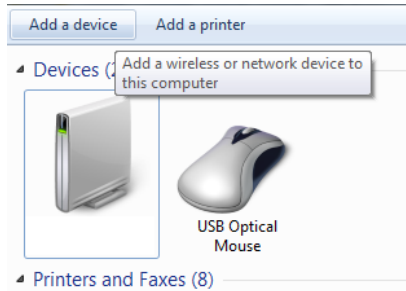 Add a device Add a printer
Add a wireless or network device to
this computer
Devices (
USB Optical
Mouse
Printers and Faxes (8)